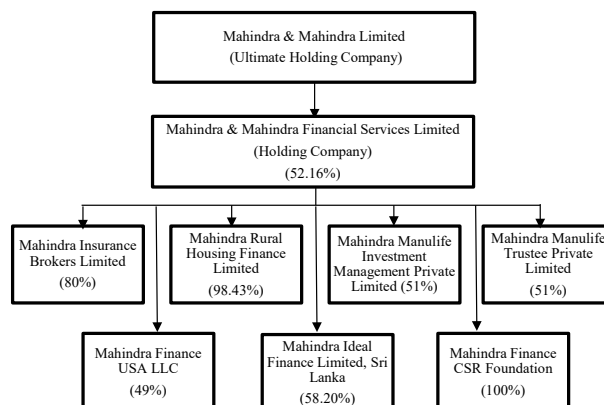 Mahindra & Mahindra Limited
(Ultimate Holding Company)
Mahindra & Mahindra Financial Services Limited
(Holding Company)
(52.16%)
Mahindra Insurance
Brokers Limited
(80%)
Mahindra Rural
Housing Finance
Limited
(98.43%)
Mahindra Manulife
Investment
Management Private
Limited (51%)
Mahindra Manulife
Trustee Private
Limited
(51%)
Mahindra Finance
USA LLC
(49%)
Mahindra Ideal
Finance Limited, Sri
Lanka
(58.20%)
Mahindra Finance
CSR Foundation
(100%)